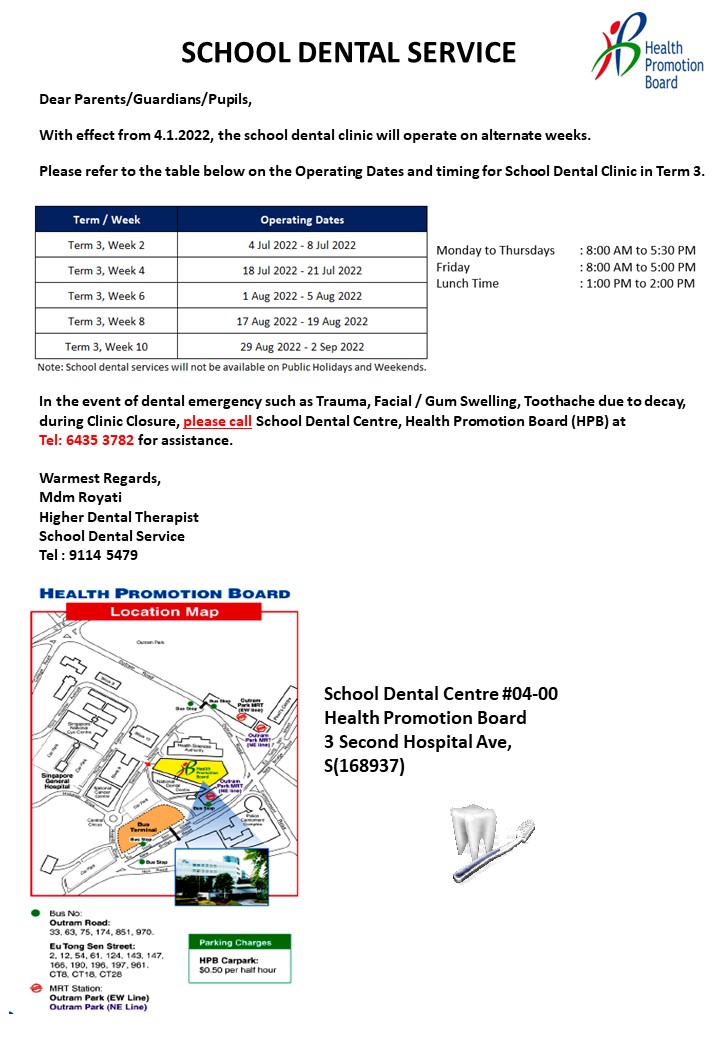 SCHOOL DENTAL SERVICE
Health
Promotion
Board
Dear Parents/Guardians/Pupils,
With effect from 4.1.2022, the school dental clinic will operate on alternate weeks.
Please refer to the table below on the Operating Dates and timing for School Dental Clinic in Term 3.
Term / Week Operating Dates
Term 3, Week 2 4 Jul 2022 - 8 Jul 2022
Term 3, Week 4 18 Jul 2022 - 21 Jul 2022
Term 3, Week 6 1 Aug 2022 - 5 Aug 2022
Term 3, Week 8 17 Aug 2022 - 19 Aug 2022
Term 3, Week 10 29 Aug 2022 - 2 Sep 2022
Monday to Thursdays : 8:00 AM to 5:30 PM
Friday : 8:00 AM to 5:00 PM
Lunch Time : 1:00 PM to 2:00 PM
Note: School dental services will not be available on Public Holidays and Weekends.
In the event of dental emergency such as Trauma, Facial / Gum Swelling, Toothache due to decay,
during Clinic Closure, please call School Dental Centre, Health Promotion Board (HPB) at
Tel: 6435 3782 for assistance.
Warmest Regards,
Mdm Royati
Higher Dental Therapist
School Dental Service
Tel : 9114 5479
HEALTH PROMOTION BOARD
Location Map
Outram Park
Outram Road
Bus Stop
Bus Stop
Outram
Park MRT
(EW line)
Outram
Park MRT
(NE line)
Singapore
National
Eye Centre
Health Sciences
Authority
Health
Promotion
Board
Singapore
General
Hospital
National
Cancer
Centre
National
Dental
Centre
Outram
Park MRT
(NE line)
Bus Stop
Car Park
Central
Circus
Bus
Terminal
Bus Stop
Police
Cantonment
Complex
Bus Stop
Car Park
School Dental Centre #04-00
Health Promotion Board
3 Second Hospital Ave,
S(168937)
Bus No:
Outram Road:
33, 63, 75, 174, 851, 970.
Eu Tong Sen Street:
2, 12, 54, 61, 124, 143, 147,
166, 190, 196, 197, 961.
CT8, CT18, CT28
MRT Station:
Outram Park (EW Line)
Outram Park (NE Line)
Parking Charges
HPB Carpark:
$0.50 per half hour